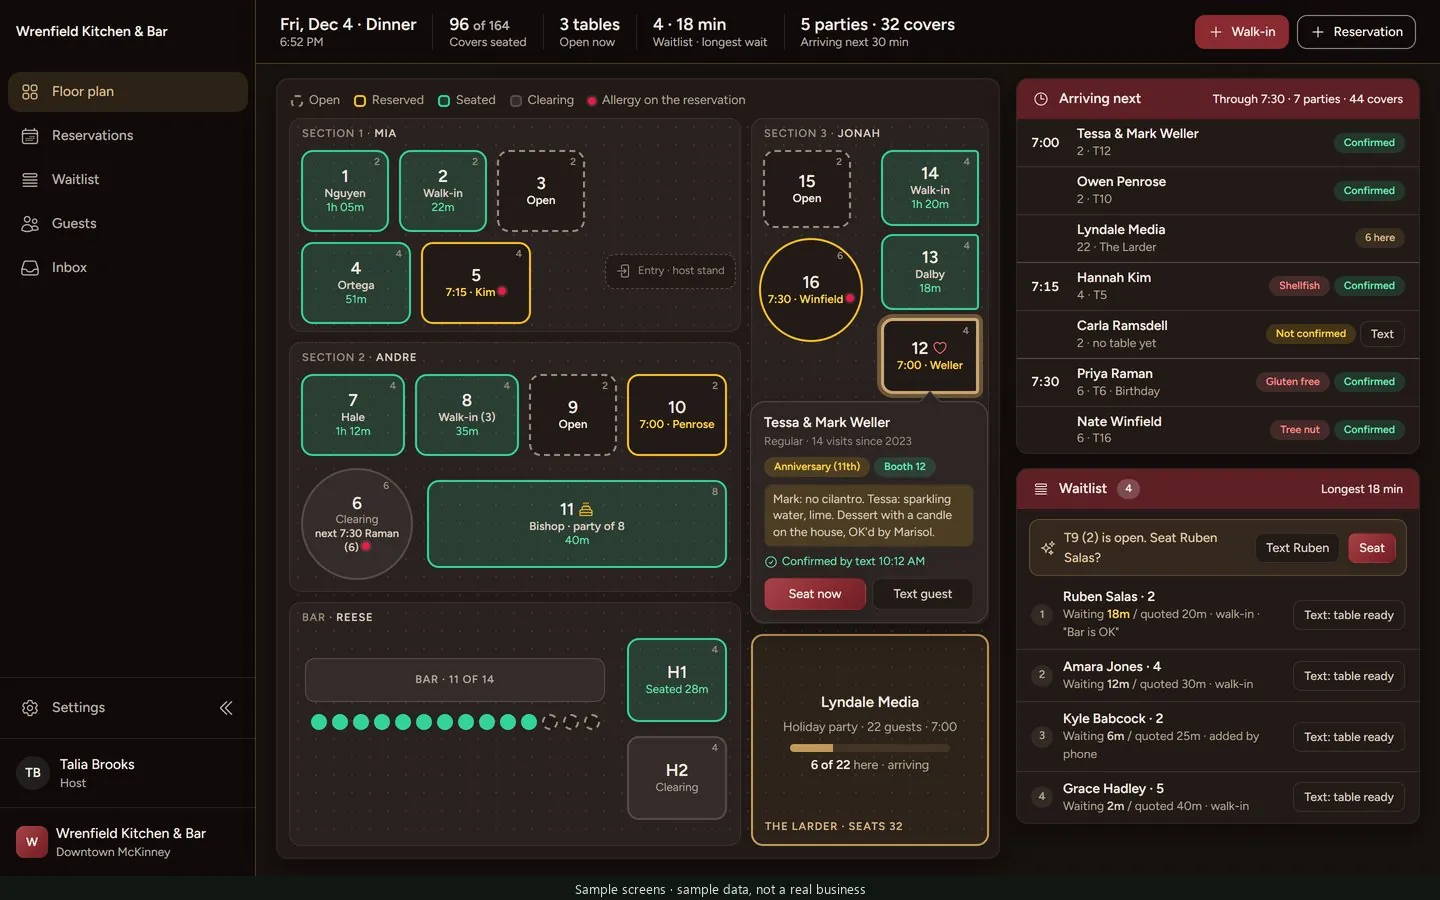 Wrenfield Kitchen & Bar
Floor plan
Reservations
Waitlist
Guests
Inbox
Settings
TB
Talia Brooks
Host
W
Wrenfield Kitchen & Bar
Downtown McKinney
Fri, Dec 4 · Dinner
6:52 PM
96 of 164
Covers seated
3 tables
Open now
4 · 18 min
Waitlist · longest wait
5 parties · 32 covers
Arriving next 30 min
Walk-in
Reservation
Open
Reserved
Seated
Clearing
Allergy on the reservation
SECTION 1 · MIA
2
1
Nguyen
1h 05m
2
2
Walk-in
22m
2
3
Open
4
4
Ortega
51m
4
5
7:15 · Kim
Entry · host stand
SECTION 2 · ANDRE
4
7
Hale
1h 12m
4
8
Walk-in (3)
35m
2
9
Open
2
10
7:00 · Penrose
6
6
Clearing
next 7:30 Raman
(6)
8
11
Bishop · party of 8
40m
BAR · REESE
BAR · 11 OF 14
4
H1
Seated 28m
4
H2
Clearing
SECTION 3 · JONAH
2
15
Open
4
14
Walk-in
1h 20m
6
16
7:30 · Winfield
4
13
Dalby
18m
4
12
7:00 · Weller
Tessa & Mark Weller
Regular · 14 visits since 2023
Anniversary (11th)
Booth 12
Mark: no cilantro. Tessa: sparkling
water, lime. Dessert with a candle
on the house, OK'd by Marisol.
Confirmed by text 10:12 AM
Seat now
Text guest
Lyndale Media
Holiday party · 22 guests · 7:00
6 of 22 here · arriving
THE LARDER · SEATS 32
Arriving next
Through 7:30 · 7 parties · 44 covers
7:00
Tessa & Mark Weller
2 · T12
Confirmed
Owen Penrose
2 · T10
Confirmed
Lyndale Media
22 · The Larder
6 here
7:15
Hannah Kim
4 · T5
Shellfish
Confirmed
Carla Ramsdell
2 · no table yet
Not confirmed
Text
7:30
Priya Raman
6 · T6 · Birthday
Gluten free
Confirmed
Nate Winfield
6 · T16
Tree nut
Confirmed
Waitlist
4
Longest 18 min
T9 (2) is open. Seat Ruben
Salas?
Text Ruben
Seat
1
Ruben Salas · 2
Waiting 18m / quoted 20m · walk-in ·
"Bar is OK"
Text: table ready
2
Amara Jones · 4
Waiting 12m / quoted 30m · walk-in
Text: table ready
3
Kyle Babcock · 2
Waiting 6m / quoted 25m · added by
phone
Text: table ready
4
Grace Hadley · 5
Waiting 2m / quoted 40m · walk-in
Text: table ready
Sample screens · sample data, not a real business